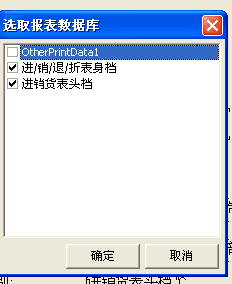 选取报表数据库
OtherPrintData1
进/销/退/折表身档
进销货表头档
确定
取消